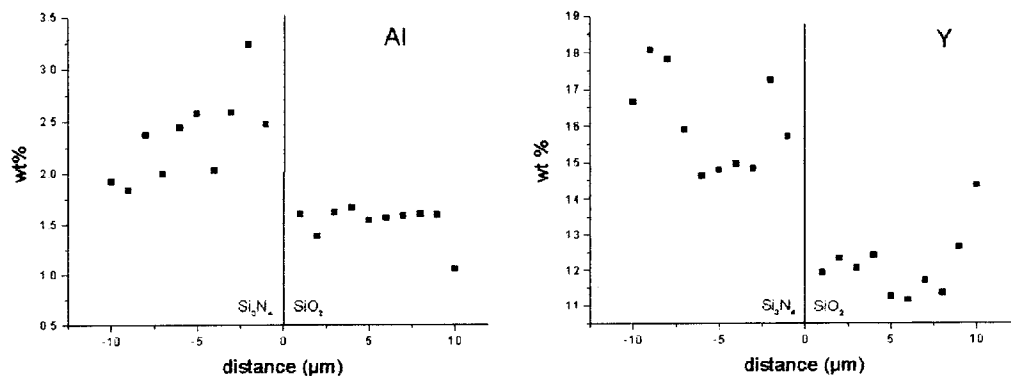 Al
3.5
3.0
2.5
2.0
1.5
1.0
0.5
wt%
Si₃N₄
SiO₂
-10
-5
0
5
10
distance (µm)
Y
19
18
17
16
15
14
13
12
11
wt %
Si₃N₄
SiO₂
-10
-5
0
5
10
distance (µm)